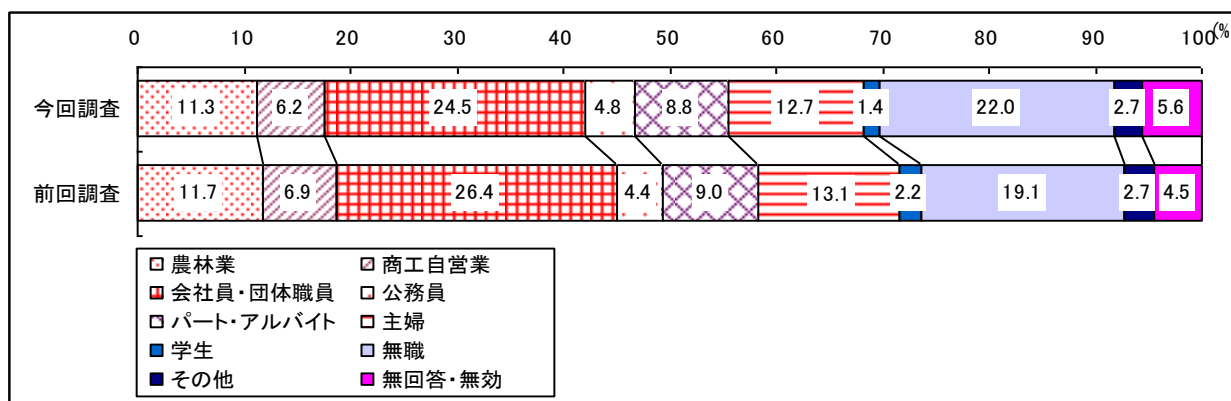 0 10 20 30 40 50 60 70 80 90 100 (%
今回調査 11.3 6.2 24.5 4.8 8.8 12.7 1.4 22.0 2.7 5.6
前回調査 11.7 6.9 26.4 4.4 9.0 13.1 2.2 19.1 2.7 4.5
農林業 商工自営業
会社員・団体職員 公務員
パート・アルバイト 主婦
学生 無職
その他 無回答・無効